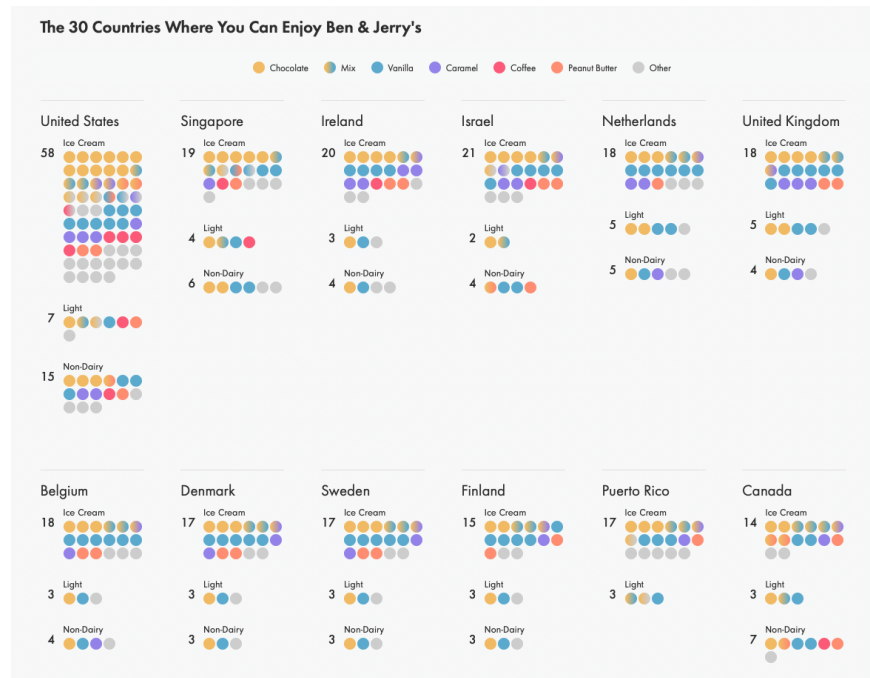 The 30 Countries Where You Can Enjoy Ben & Jerry's
Chocolate Mix Vanilla Caramel Coffee Peanut Butter Other
United States
Ice Cream
58
Light
7
Non-Dairy
15
Singapore
Ice Cream
19
Light
4
Non-Dairy
6
Ireland
Ice Cream
20
Light
3
Non-Dairy
4
Israel
Ice Cream
21
Light
2
Non-Dairy
4
Netherlands
Ice Cream
18
Light
5
Non-Dairy
5
United Kingdom
Ice Cream
18
Light
5
Non-Dairy
4
Belgium
Ice Cream
18
Light
3
Non-Dairy
4
Denmark
Ice Cream
17
Light
3
Non-Dairy
3
Sweden
Ice Cream
17
Light
3
Non-Dairy
3
Finland
Ice Cream
15
Light
3
Non-Dairy
3
Puerto Rico
Ice Cream
17
Light
3
Canada
Ice Cream
14
Light
3
Non-Dairy
7